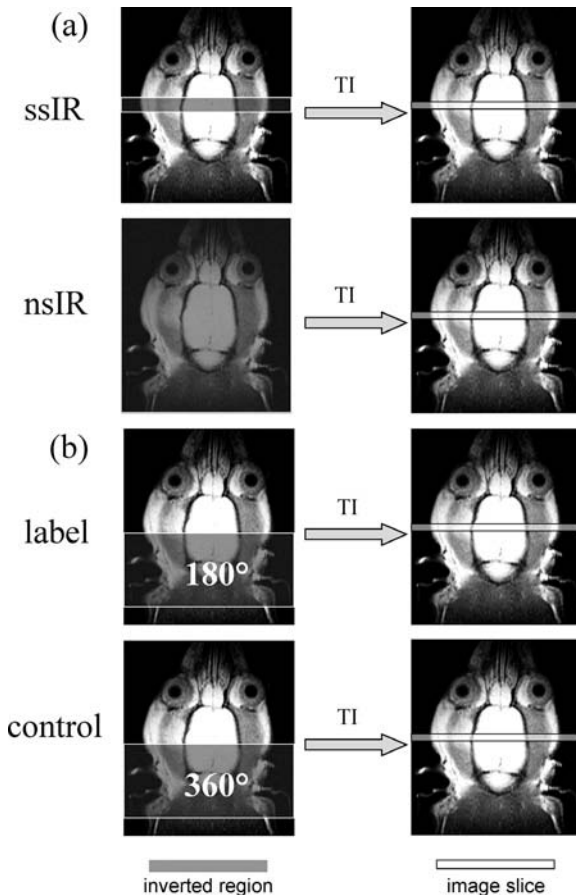 (a)
ssIR
TI
nsIR
TI
(b)
label
180°
TI
control
360°
TI
inverted region
image slice